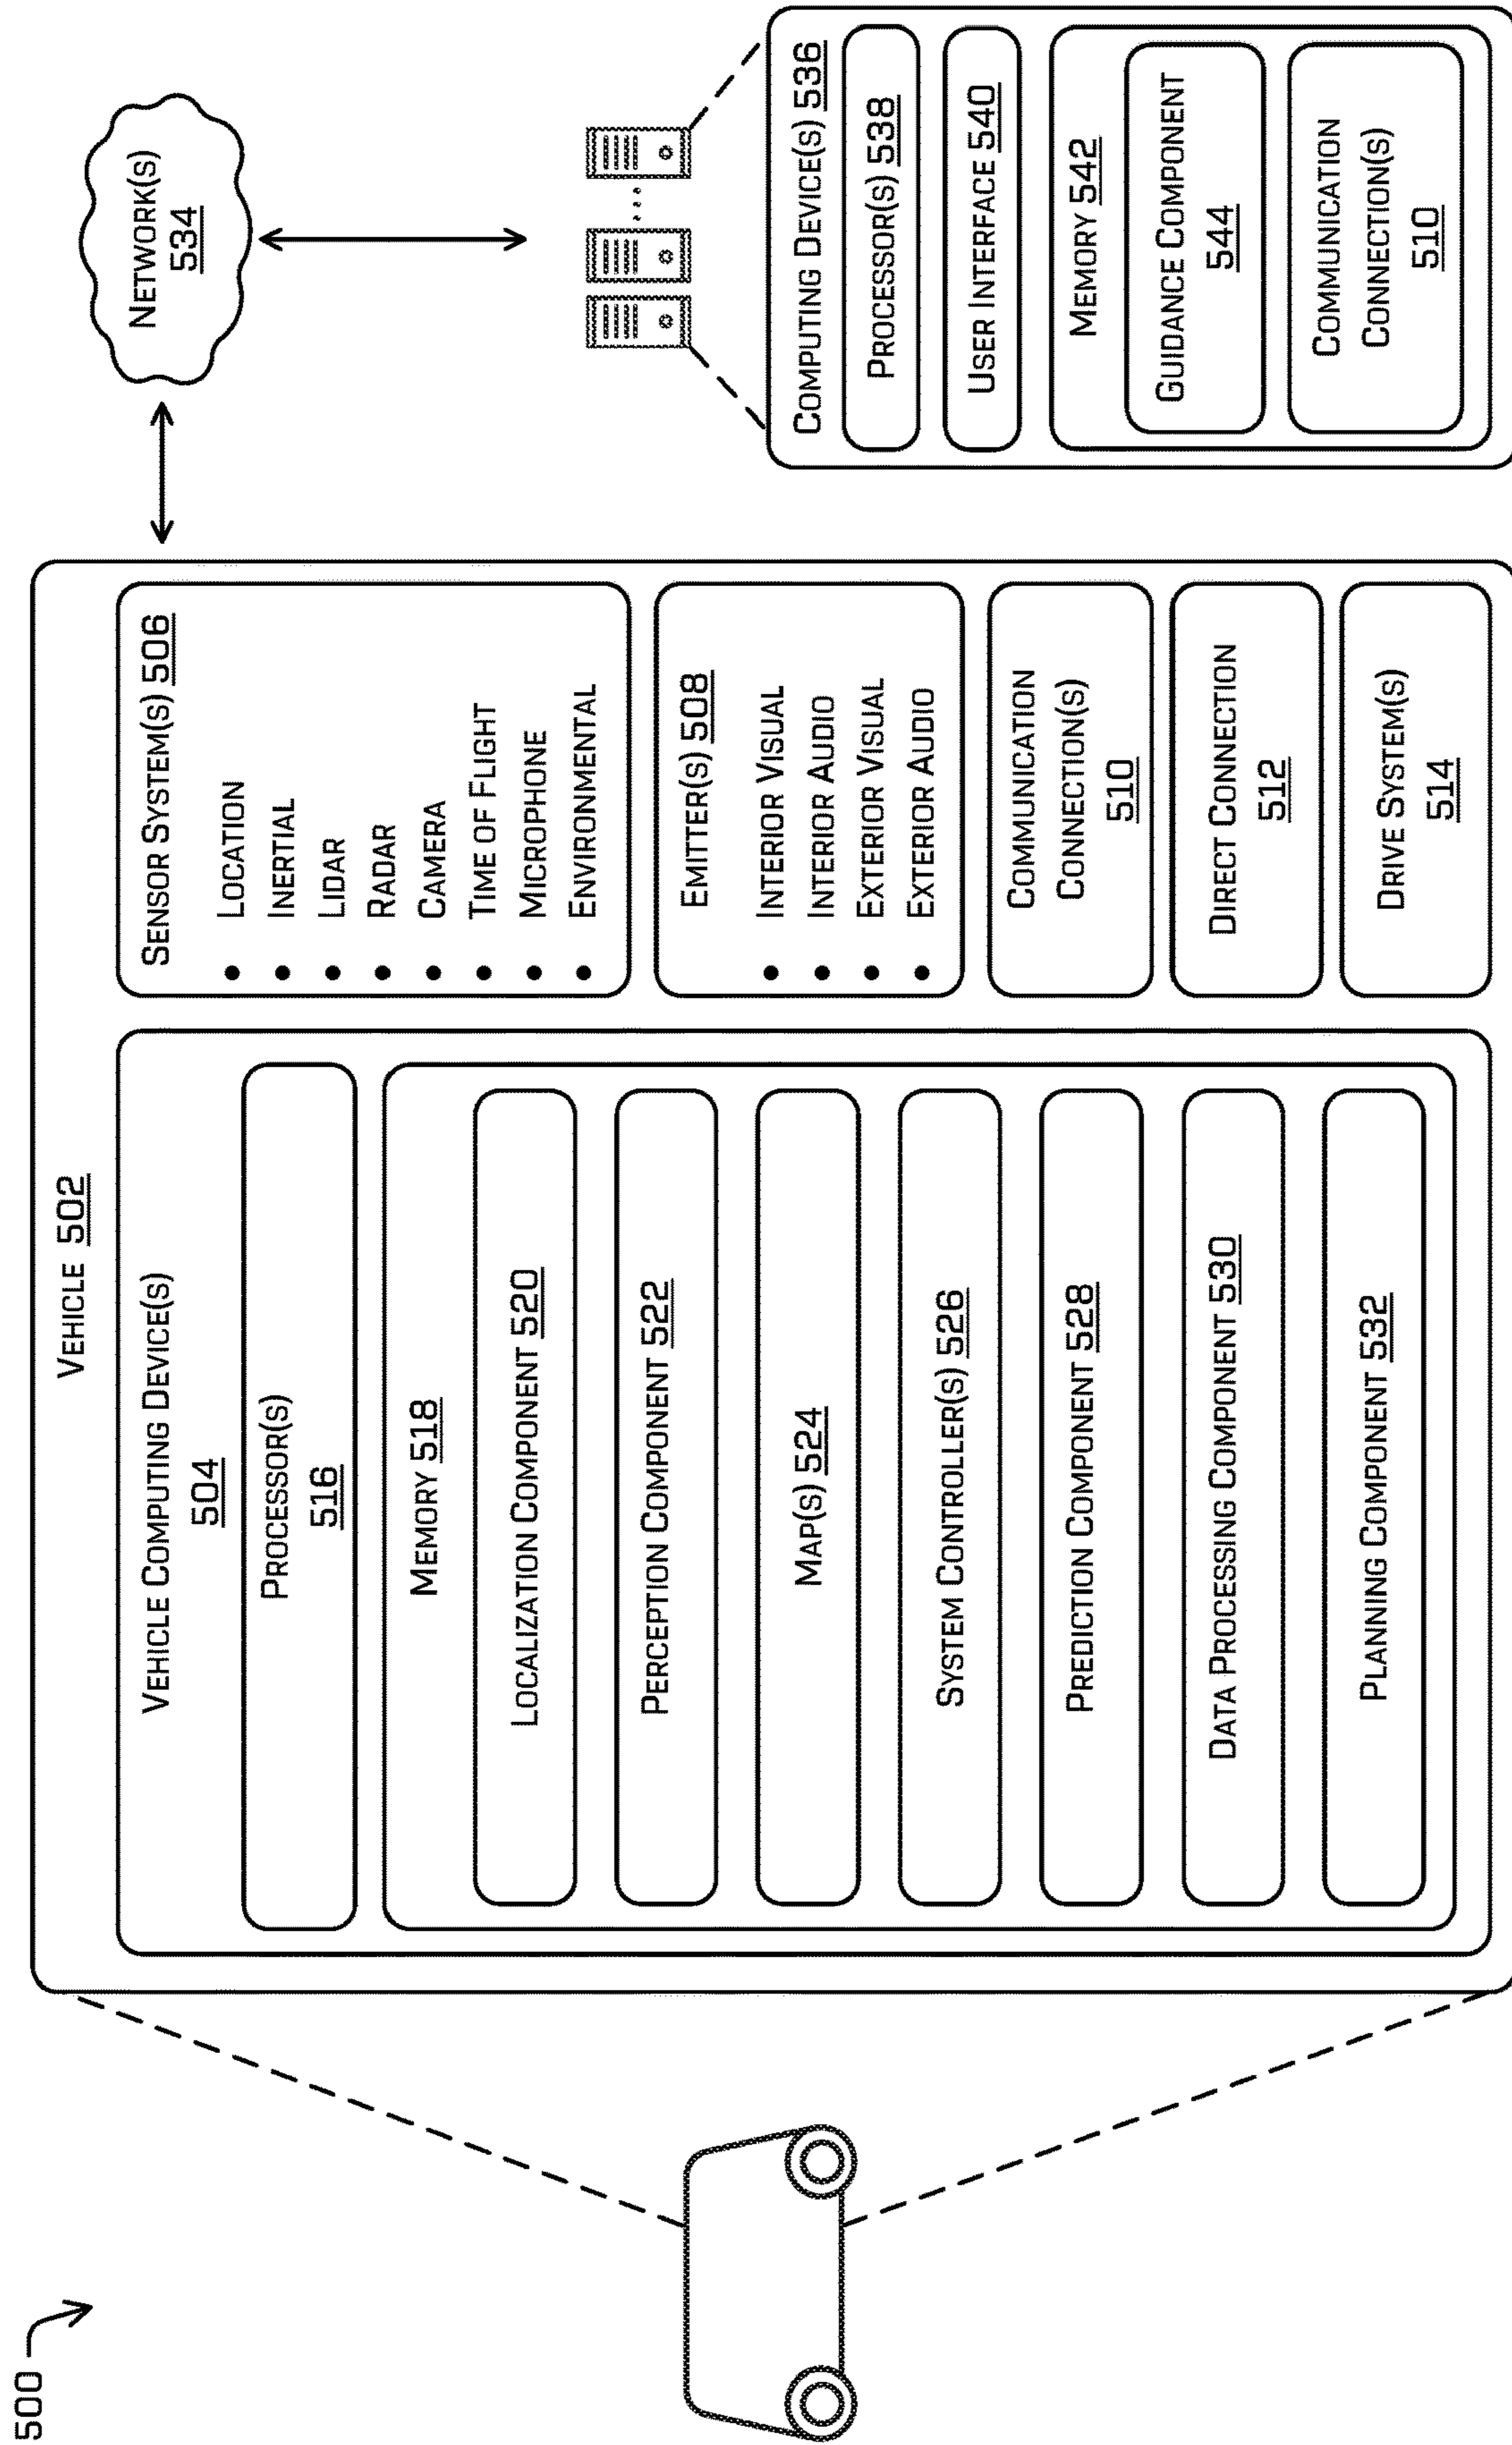 500
VEHICLE 502
VEHICLE COMPUTING DEVICE(S)
504
PROCESSOR(S)
516
MEMORY 518
LOCALIZATION COMPONENT 520
PERCEPTION COMPONENT 522
MAP(S) 524
SYSTEM CONTROLLER(S) 526
PREDICTION COMPONENT 528
DATA PROCESSING COMPONENT 530
PLANNING COMPONENT 532
SENSOR SYSTEM(S) 506
• LOCATION
• INERTIAL
• LIDAR
• RADAR
• CAMERA
• TIME OF FLIGHT
• MICROPHONE
• ENVIRONMENTAL
EMITTER(S) 508
• INTERIOR VISUAL
• INTERIOR AUDIO
• EXTERIOR VISUAL
• EXTERIOR AUDIO
COMMUNICATION
CONNECTION(S)
510
DIRECT CONNECTION
512
DRIVE SYSTEM(S)
514
NETWORK(S)
534
COMPUTING DEVICE(S) 536
PROCESSOR(S) 538
USER INTERFACE 540
MEMORY 542
GUIDANCE COMPONENT
544
COMMUNICATION
CONNECTION(S)
510